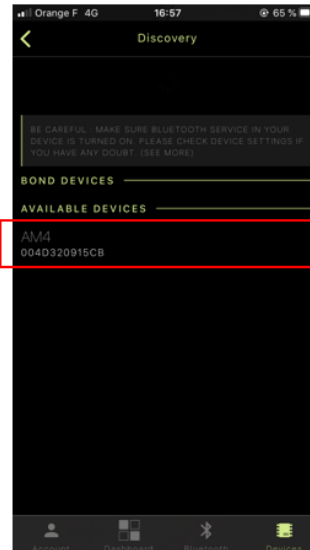 Orange F 4G 16:57 65 %
Discovery
BE CAREFUL : MAKE SURE BLUETOOTH SERVICE IN YOUR
DEVICE IS TURNED ON. PLEASE CHECK DEVICE SETTINGS IF
YOU HAVE ANY DOUBT. (SEE MORE)
BOND DEVICES
AVAILABLE DEVICES
AM4
004D320915CB
Account Dashboard Bluetooth Devices